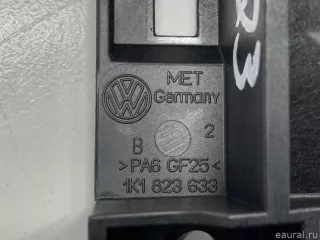 MET
Germany
B 2
>PA6 GF25<
1K1 823 633
eaural.ru